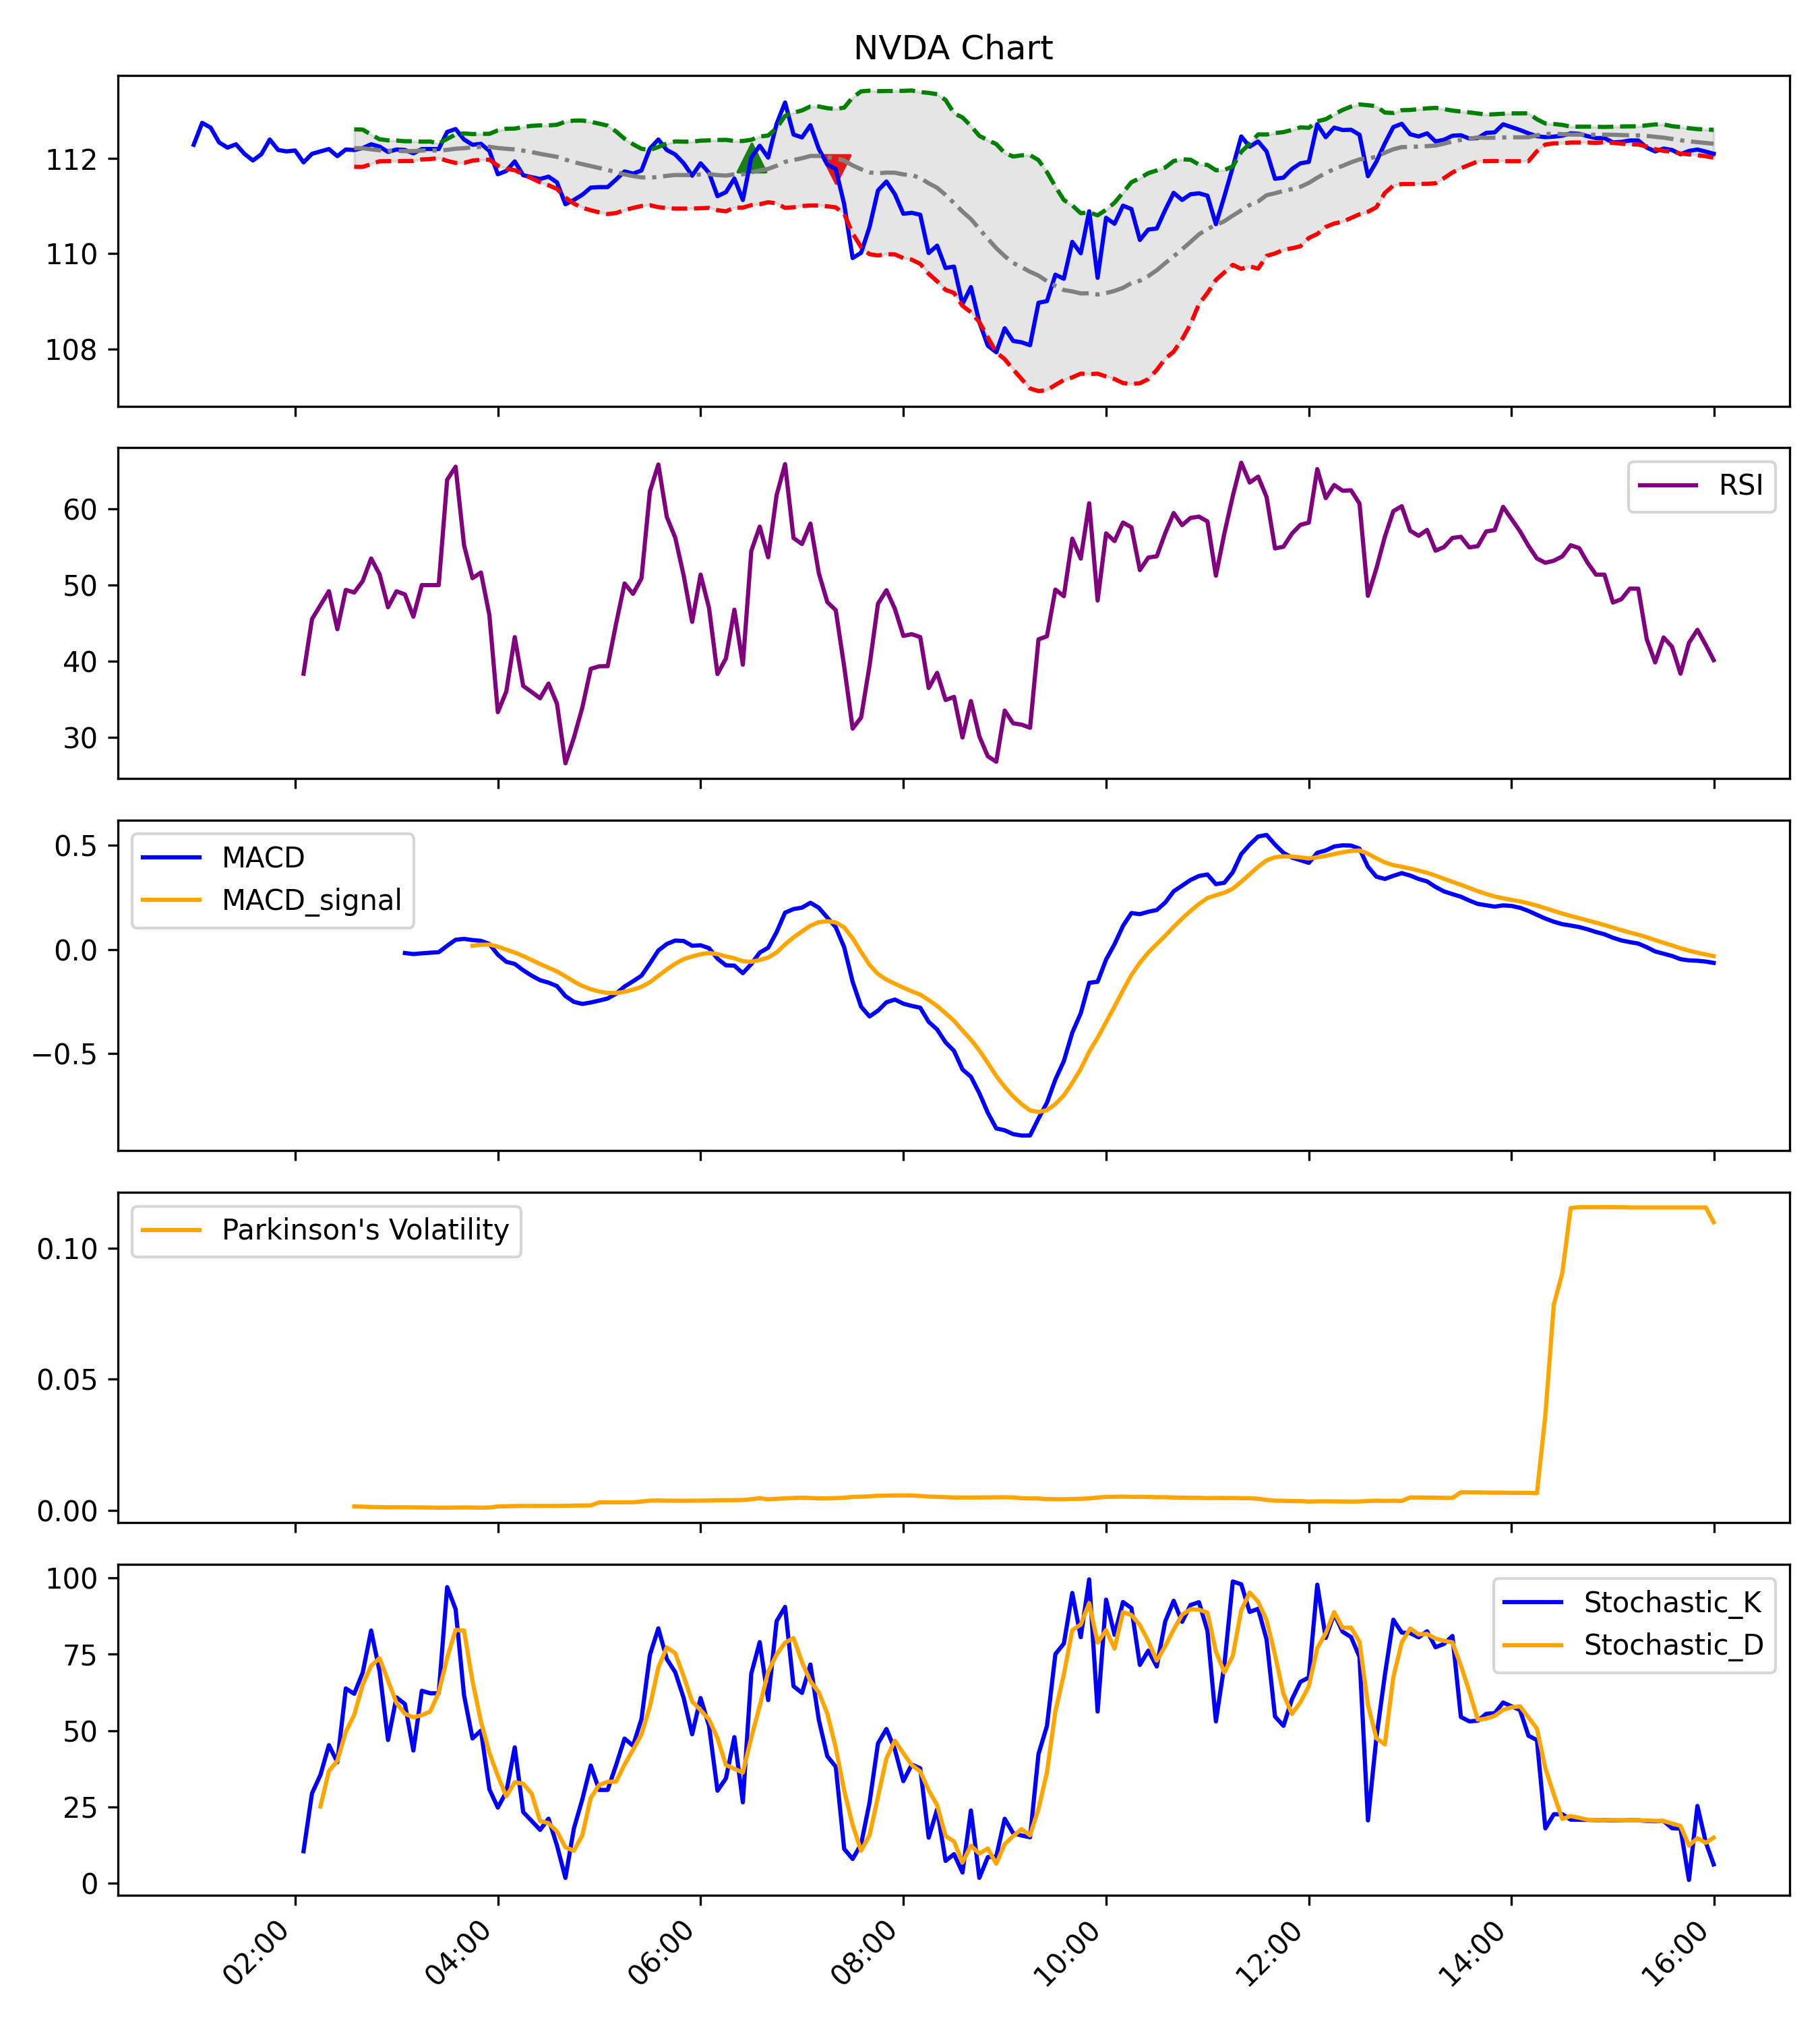 NVDA Chart
112
110
108
RSI
60
50
40
30
MACD
MACD_signal
0.5
0.0
−0.5
Parkinson's Volatility
0.10
0.05
0.00
Stochastic_K
Stochastic_D
100
75
50
25
0
02:00 04:00 06:00 08:00 10:00 12:00 14:00 16:00